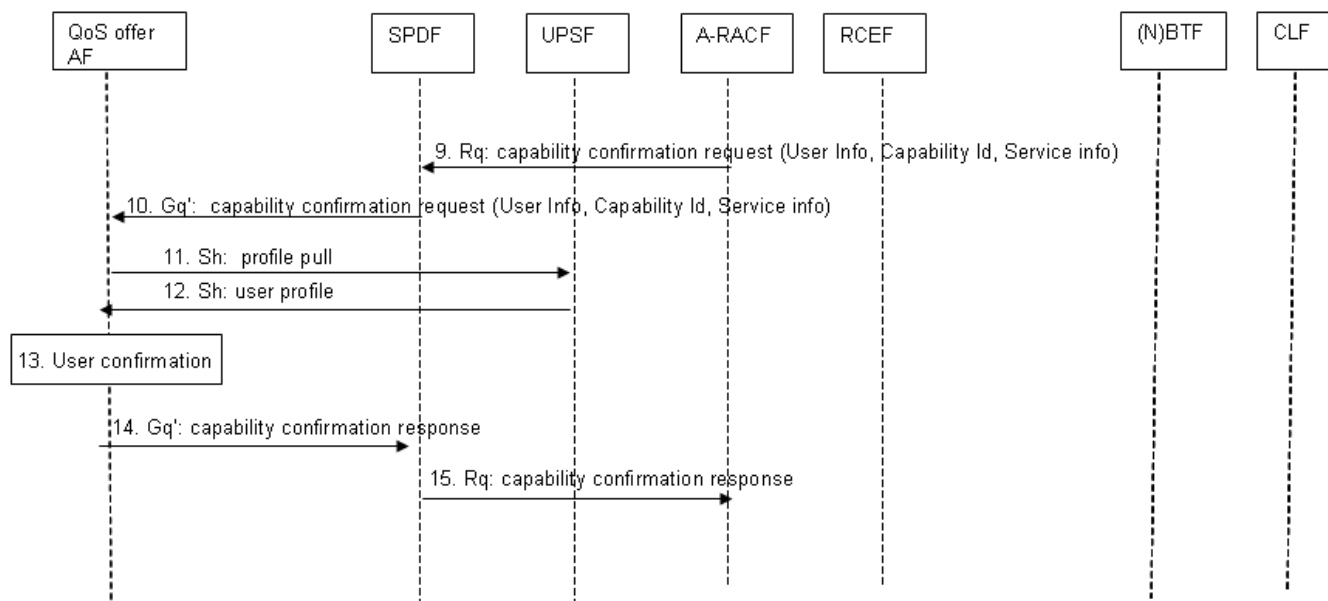 QoS offer
AF
SPDF
UPSF
A-RACF
RCEF
(N)BTF
CLF
9. Rq: capability confirmation request (User Info, Capability Id, Service info)
10. Gq': capability confirmation request (User Info, Capability Id, Service info)
11. Sh: profile pull
12. Sh: user profile
13. User confirmation
14. Gq': capability confirmation response
15. Rq: capability confirmation response